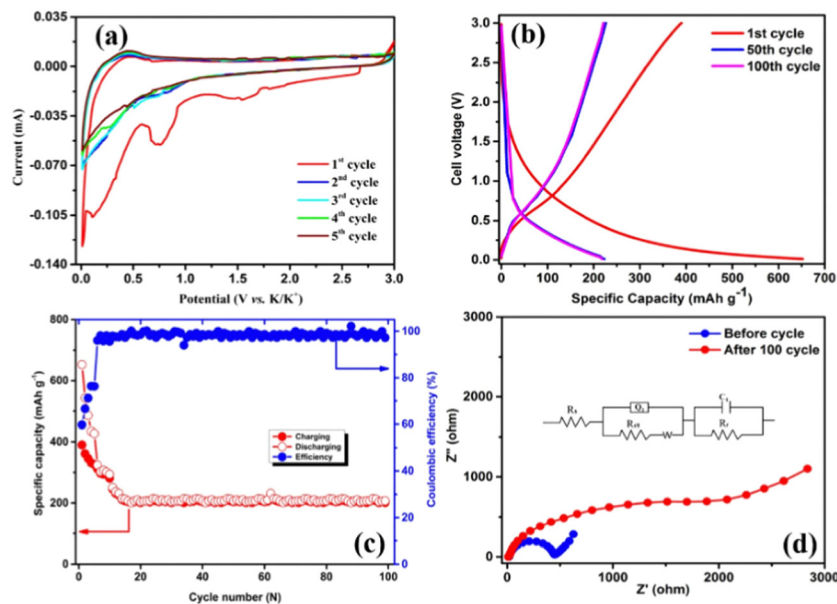 (a)
0.035
0.000
-0.035
-0.070
-0.105
-0.140
Current (mA)
1st cycle
2nd cycle
3rd cycle
4th cycle
5th cycle
0.0 0.5 1.0 1.5 2.0 2.5 3.0
Potential (V vs. K/K+)
(b)
3.0
2.5
2.0
1.5
1.0
0.5
0.0
Cell voltage (V)
1st cycle
50th cycle
100th cycle
0 100 200 300 400 500 600 700
Specific Capacity (mAh g-1)
800
600
400
200
0
Specific capacity (mAh g-1)
Charging
Discharging
Efficiency
100
80
60
40
20
0
Coulombic efficiency (%)
(c)
0 20 40 60 80 100
Cycle number (N)
3000
2500
2000
1500
1000
500
0
Z'' (ohm)
Before cycle
After 100 cycle
Q1
C1
W
(d)
0 1000 2000 3000
Z' (ohm)